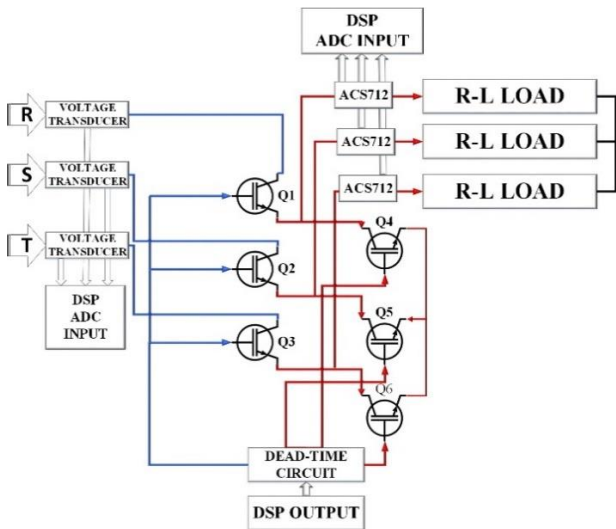 DSP
ADC INPUT
R
VOLTAGE
TRANSDUCER
ACS712
R-L LOAD
ACS712
R-L LOAD
S
VOLTAGE
TRANSDUCER
Q1
ACS712
R-L LOAD
T
VOLTAGE
TRANSDUCER
Q4
Q2
DSP
ADC
INPUT
Q5
Q3
Q6
DEAD-TIME
CIRCUIT
DSP OUTPUT